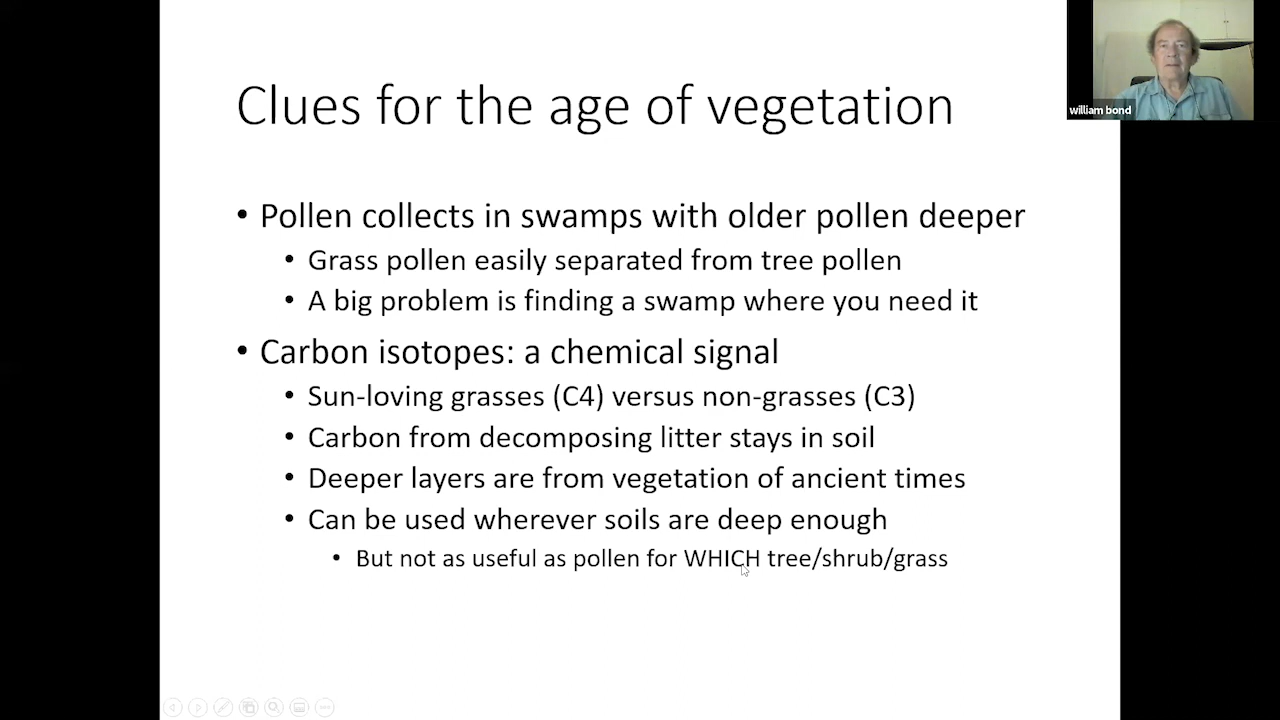 Clues for the age of vegetation
william bond
• Pollen collects in swamps with older pollen deeper
• Grass pollen easily separated from tree pollen
• A big problem is finding a swamp where you need it
• Carbon isotopes: a chemical signal
• Sun-loving grasses (C4) versus non-grasses (C3)
• Carbon from decomposing litter stays in soil
• Deeper layers are from vegetation of ancient times
• Can be used wherever soils are deep enough
• But not as useful as pollen for WHICH tree/shrub/grass